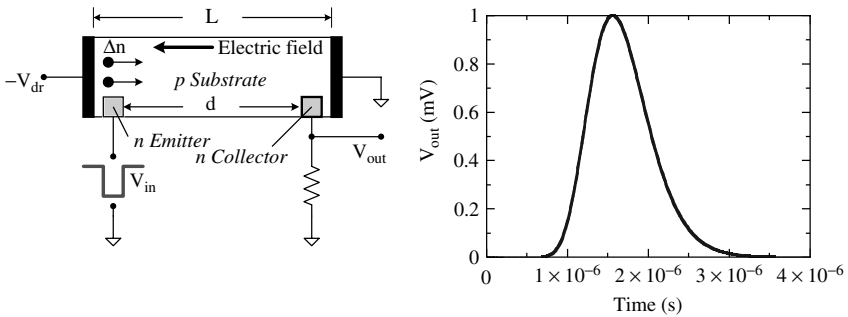 L
Δn
Electric field
−V_dr
p Substrate
d
n Emitter
n Collector
V_out
V_in
V_out (mV)
1
0.8
0.6
0.4
0.2
0
0
1 × 10⁻⁶
2 × 10⁻⁶
3 × 10⁻⁶
4 × 10⁻⁶
Time (s)